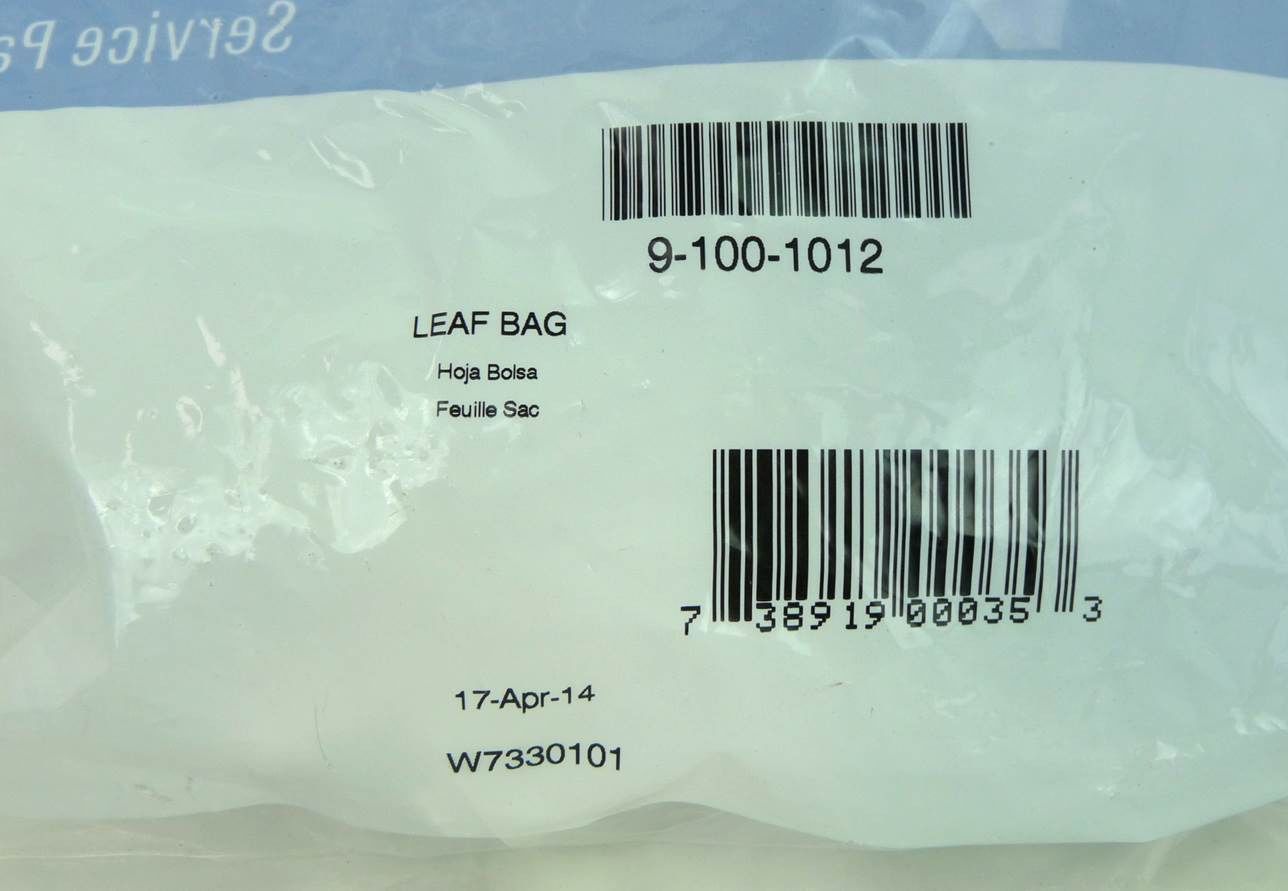 Service Pa
9-100-1012
LEAF BAG
Hoja Bolsa
Feuille Sac
7 38919 00035 3
17-Apr-14
W7330101